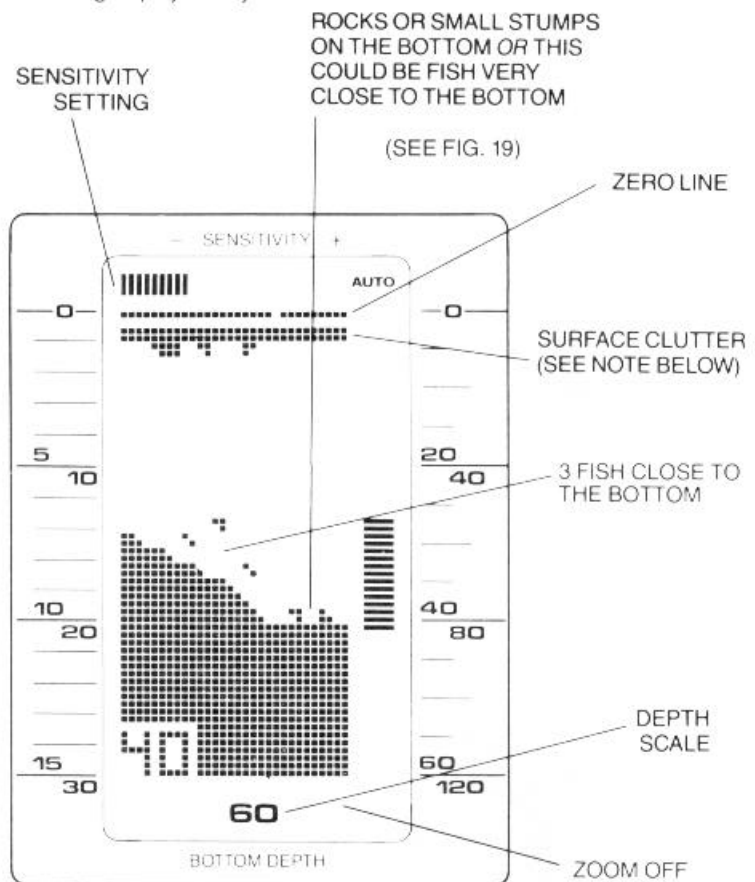 ROCKS OR SMALL STUMPS
ON THE BOTTOM OR THIS
COULD BE FISH VERY
CLOSE TO THE BOTTOM
SENSITIVITY
SETTING
(SEE FIG. 19)
ZERO LINE
- SENSITIVITY +
AUTO
0
0
SURFACE CLUTTER
(SEE NOTE BELOW)
5
10
20
40
3 FISH CLOSE TO
THE BOTTOM
10
20
40
80
DEPTH
SCALE
40
15
30
60
120
60
BOTTOM DEPTH
ZOOM OFF